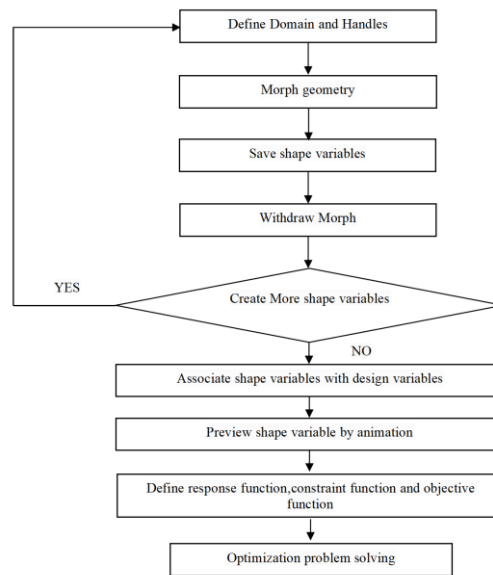 Define Domain and Handles
Morph geometry
Save shape variables
Withdraw Morph
YES
Create More shape variables
NO
Associate shape variables with design variables
Preview shape variable by animation
Define response function,constraint function and objective
function
Optimization problem solving